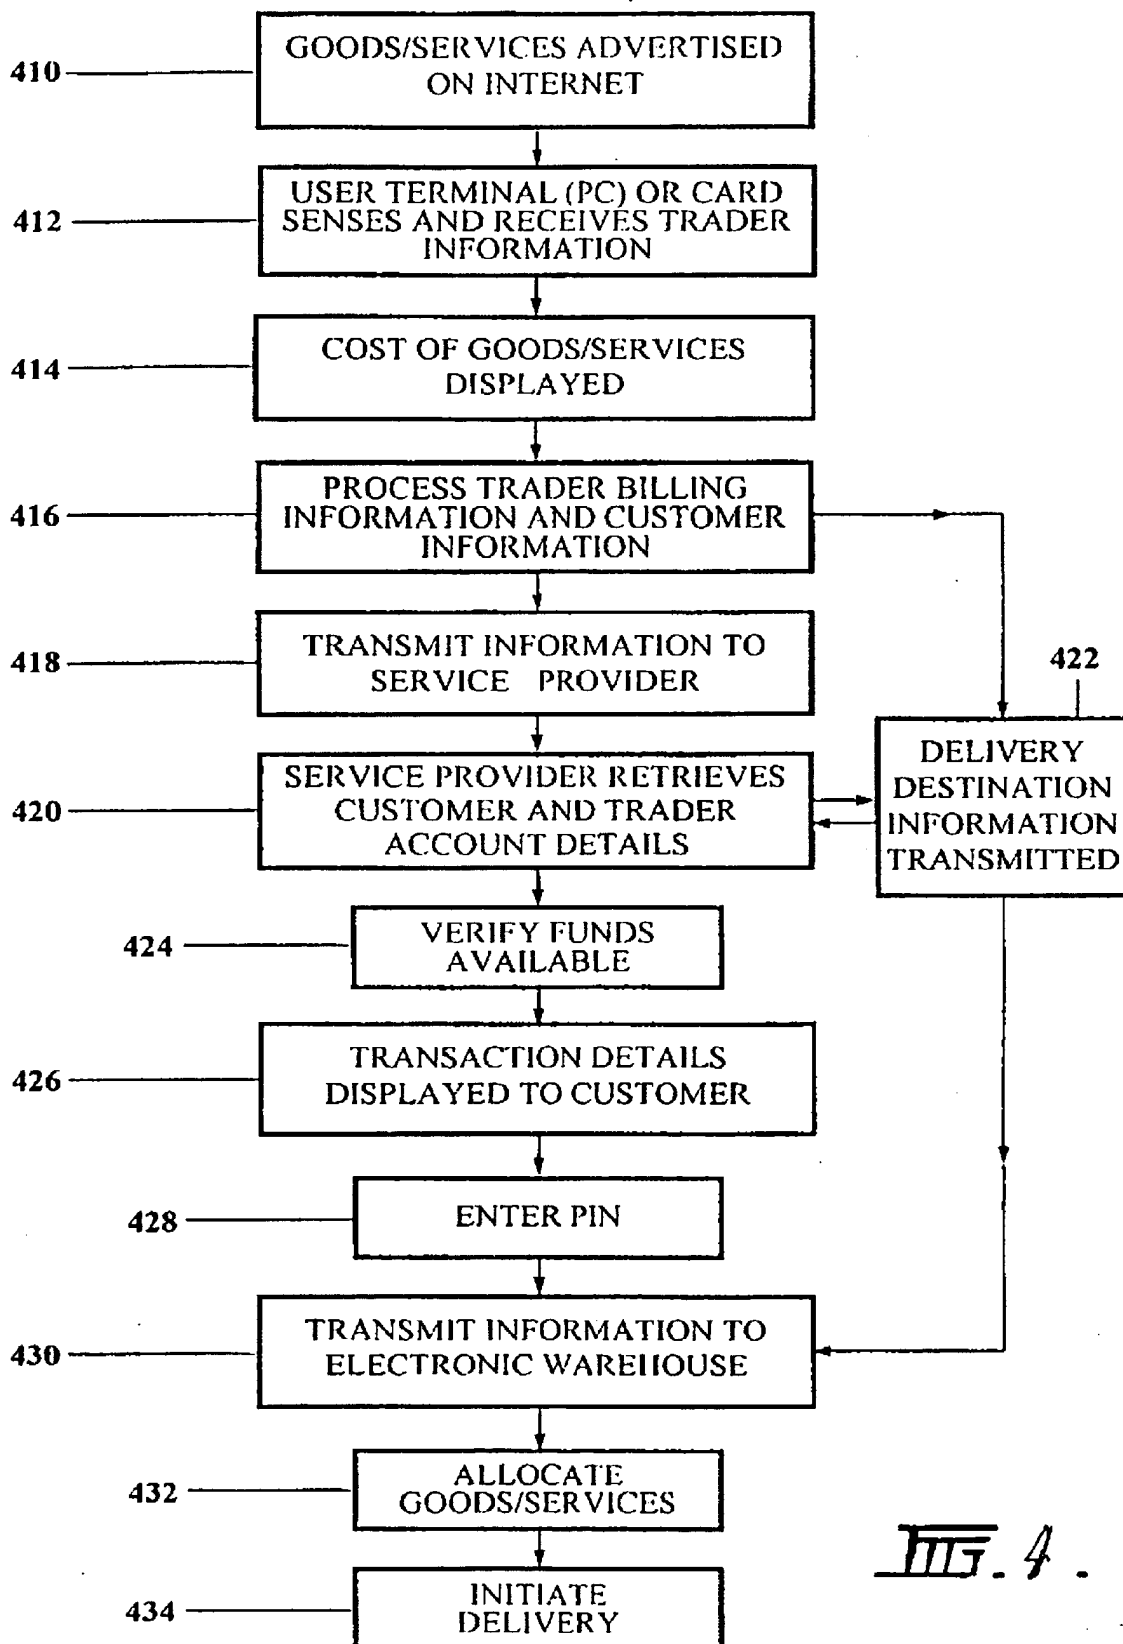 GOODS/SERVICES ADVERTISED
ON INTERNET
410
USER TERMINAL (PC) OR CARD
SENSES AND RECEIVES TRADER
INFORMATION
412
COST OF GOODS/SERVICES
DISPLAYED
414
PROCESS TRADER BILLING
INFORMATION AND CUSTOMER
INFORMATION
416
TRANSMIT INFORMATION TO
SERVICE PROVIDER
418
422
DELIVERY
DESTINATION
INFORMATION
TRANSMITTED
SERVICE PROVIDER RETRIEVES
CUSTOMER AND TRADER
ACCOUNT DETAILS
420
VERIFY FUNDS
AVAILABLE
424
TRANSACTION DETAILS
DISPLAYED TO CUSTOMER
426
ENTER PIN
428
TRANSMIT INFORMATION TO
ELECTRONIC WAREHOUSE
430
ALLOCATE
GOODS/SERVICES
432
INITIATE
DELIVERY
434
FIG. 4.